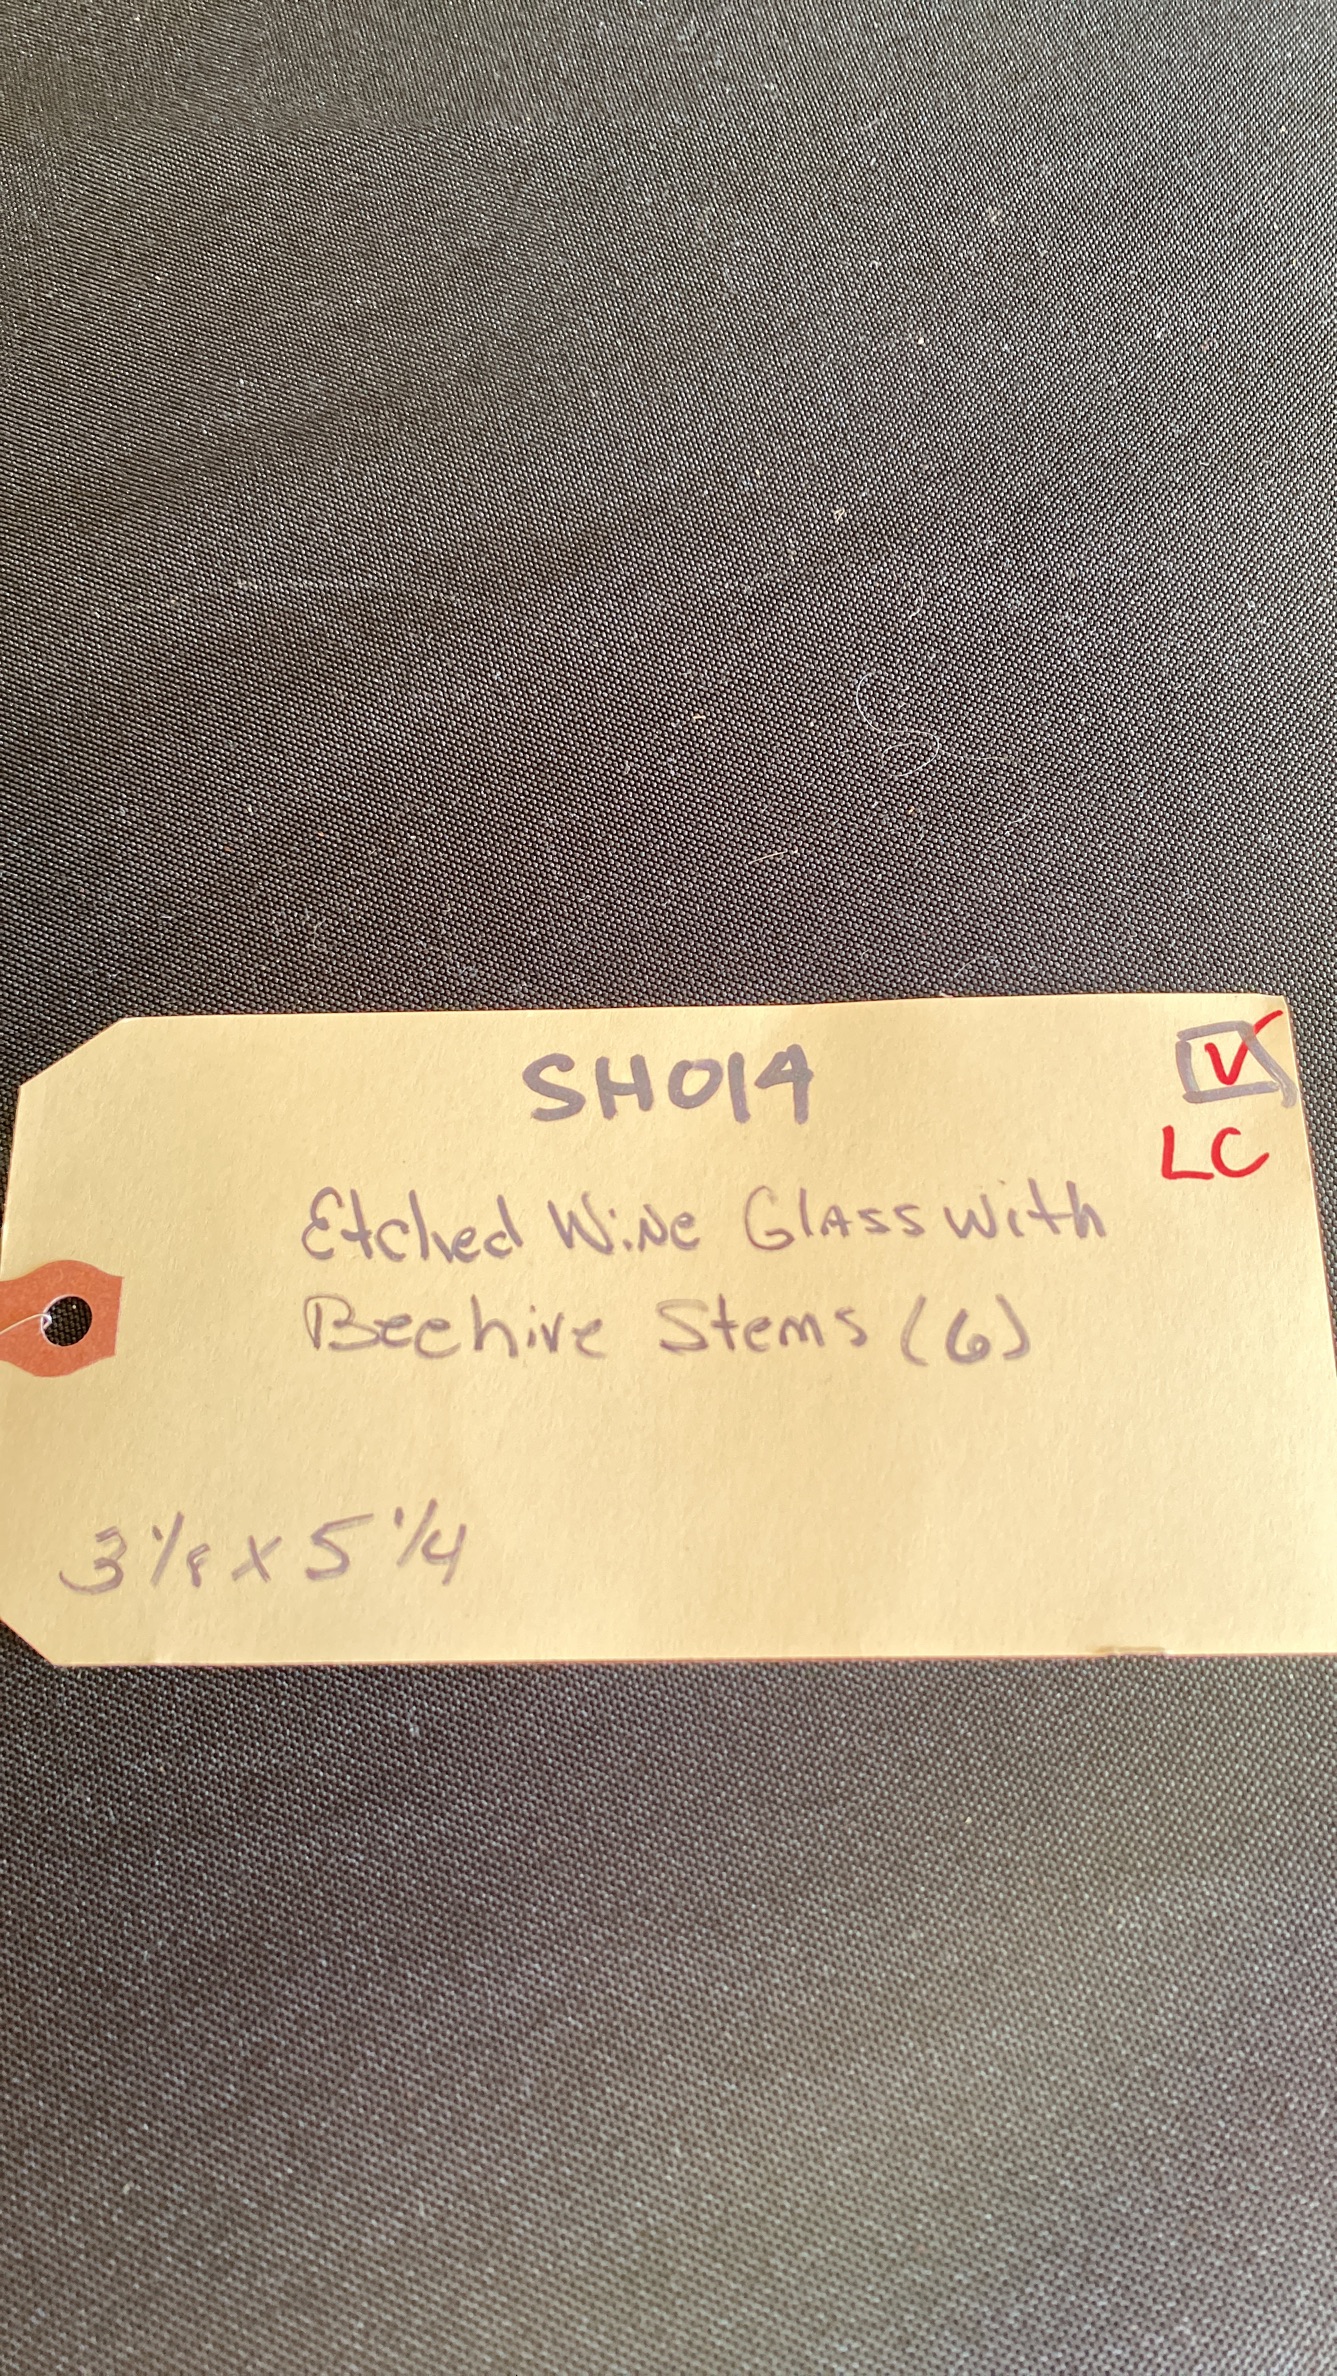 SH014
LC
Etched Wine Glass with
Beehive Stems (6)
3 1/8 x 5 1/4